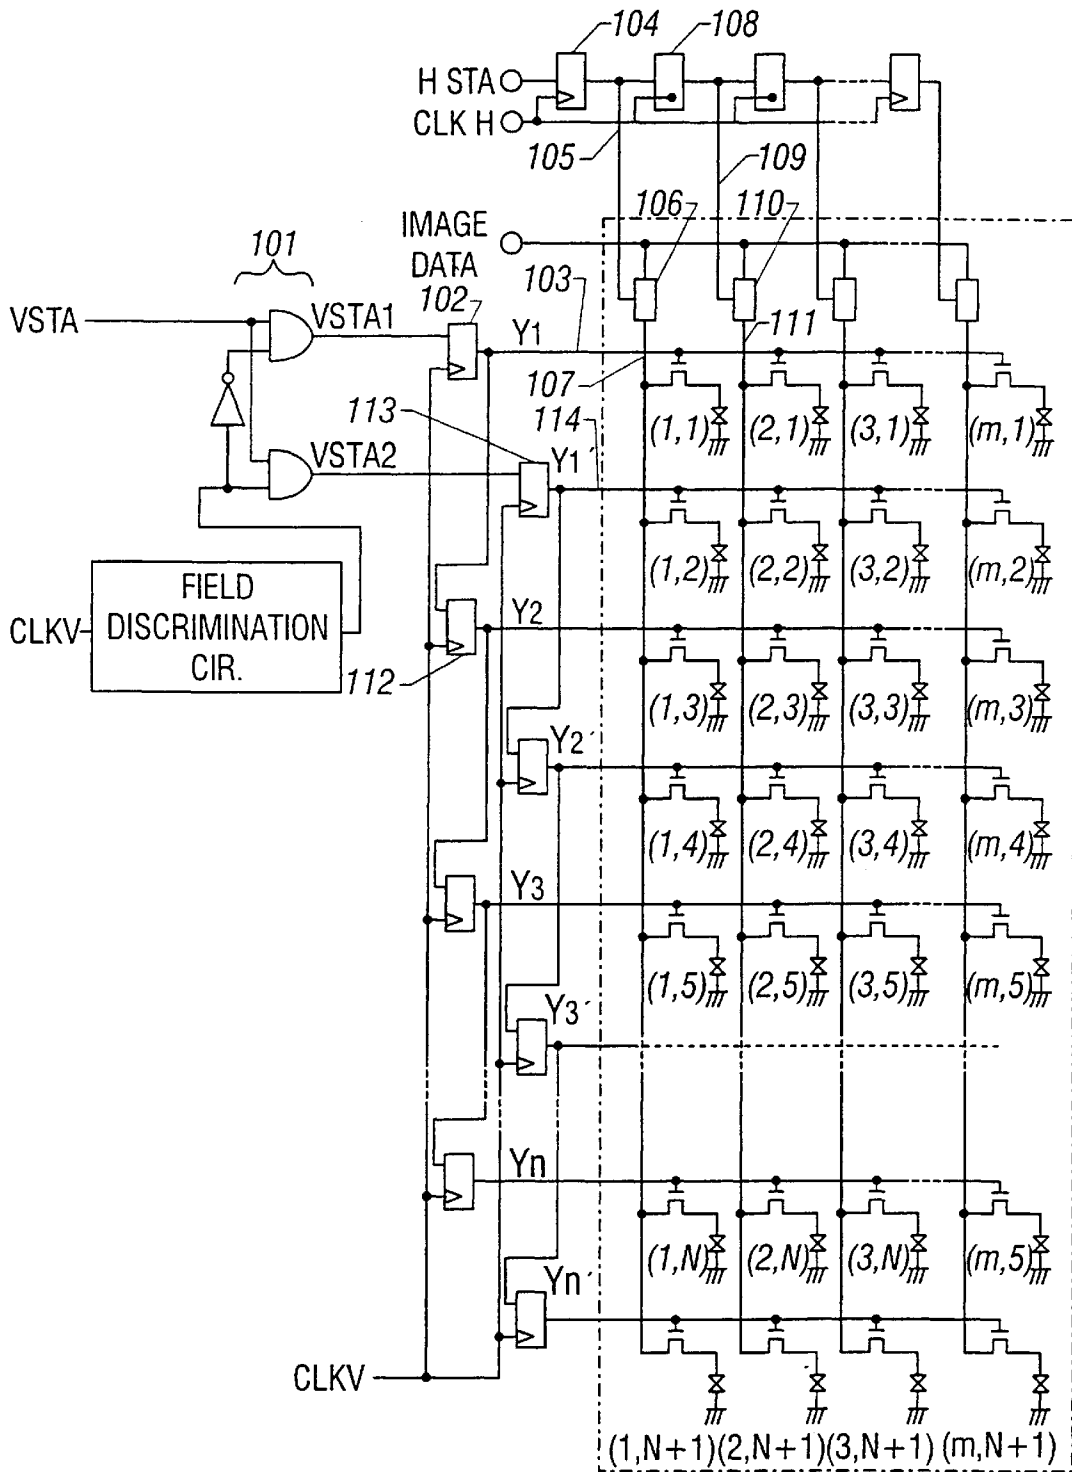 104
108
H STA
CLK H
105
109
106
110
IMAGE
DATA
101
103
102
VSTA
VSTA1
Y1
111
107
113
114
(1,1) (2,1) (3,1) (m,1)
VSTA2
Y1´
(1,2) (2,2) (3,2) (m,2)
FIELD
DISCRIMINATION
CIR.
CLKV
Y2
112
(1,3) (2,3) (3,3) (m,3)
Y2´
(1,4) (2,4) (3,4) (m,4)
Y3
(1,5) (2,5) (3,5) (m,5)
Y3´
Yn
(1,N) (2,N) (3,N) (m,5)
Yn´
CLKV
(1,N+1)(2,N+1)(3,N+1) (m,N+1)